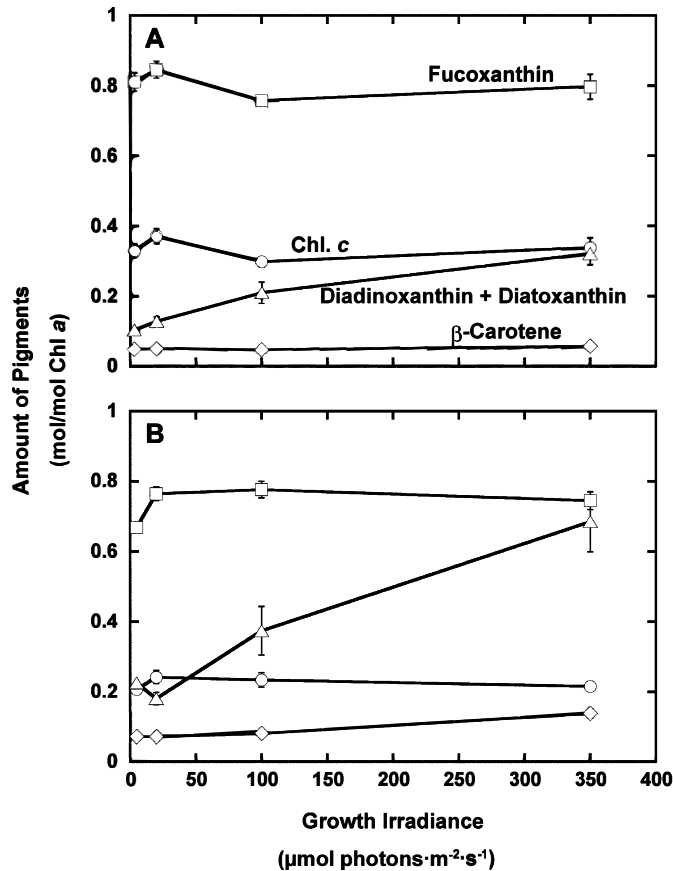 A
1
0.8
0.6
0.4
0.2
0
Fucoxanthin
Chl. c
Diadinoxanthin + Diatoxanthin
β-Carotene
Amount of Pigments
(mol/mol Chl a)
B
1
0.8
0.6
0.4
0.2
0
0 50 100 150 200 250 300 350 400
Growth Irradiance
(µmol photons·m⁻²·s⁻¹)